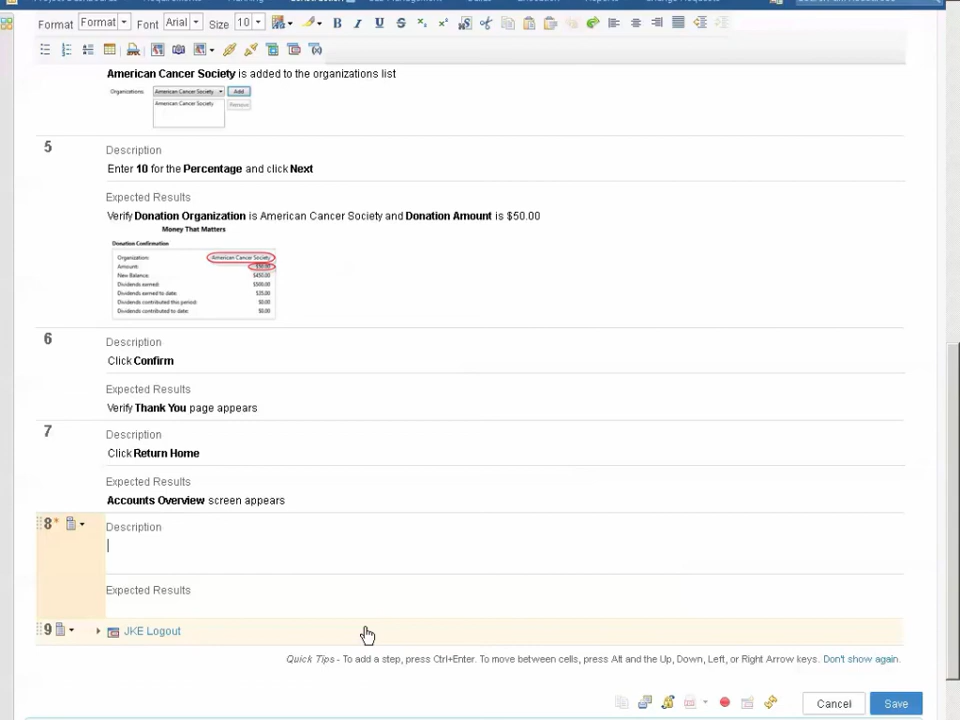 Format Format Font Arial Size 10
American Cancer Society is added to the organizations list
Organizations: American Cancer Society Add
American Cancer Society Remove
5
Description
Enter 10 for the Percentage and click Next
Expected Results
Verify Donation Organization is American Cancer Society and Donation Amount is $50.00
Money That Matters
Donation Confirmation
Organization: American Cancer Society
Amount: $50.00
New Balance: $450.00
Dividends earned: $500.00
Dividends earned to date: $35.00
Dividends contributed this period: $0.00
Dividends contributed to date: $0.00
6
Description
Click Confirm
Expected Results
Verify Thank You page appears
7
Description
Click Return Home
Expected Results
Accounts Overview screen appears
8* Description
Expected Results
9 JKE Logout
Quick Tips - To add a step, press Ctrl+Enter. To move between cells, press Alt and the Up, Down, Left, or Right Arrow keys. Don't show again.
Cancel Save